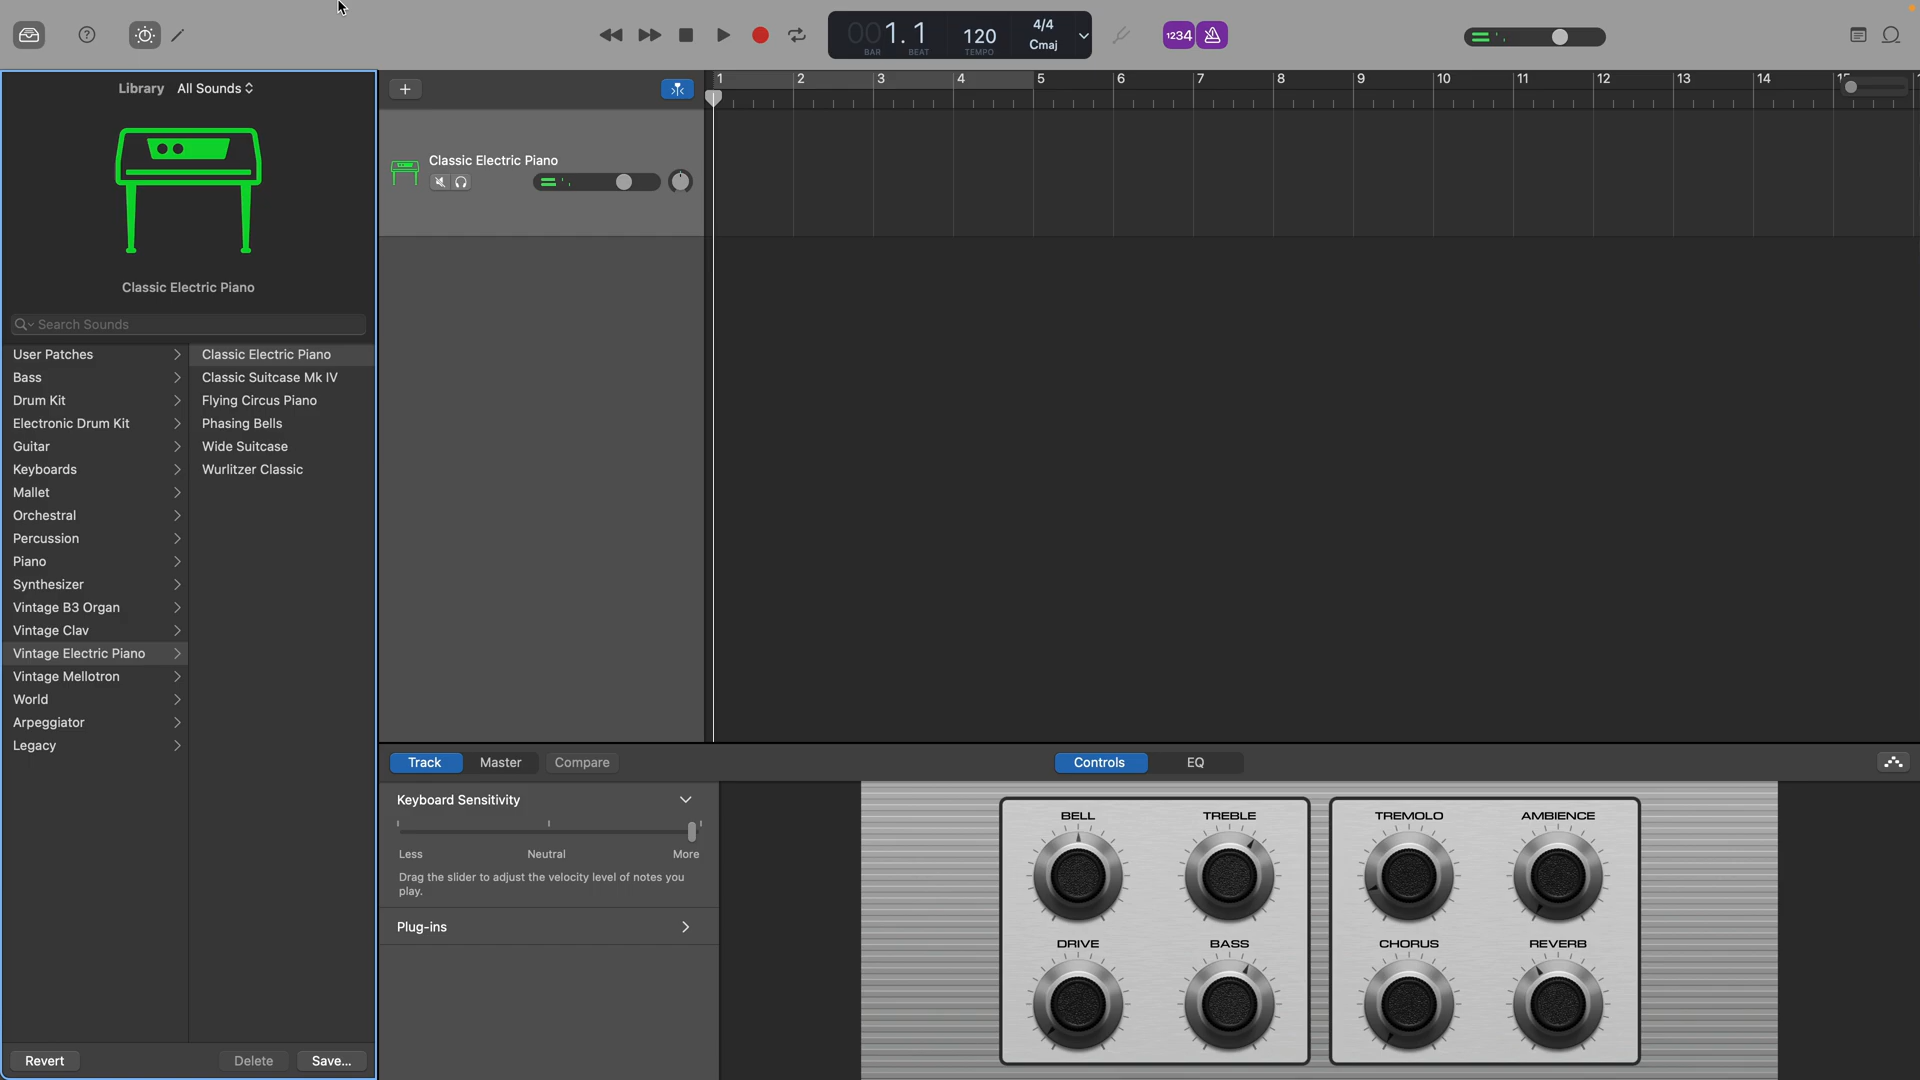 001. 1
BAR
BEAT
120
TEMPO
4/4
Cmaj
1234
Library All Sounds
Classic Electric Piano
Search Sounds
User Patches
Bass
Drum Kit
Electronic Drum Kit
Guitar
Keyboards
Mallet
Orchestral
Percussion
Piano
Synthesizer
Vintage B3 Organ
Vintage Clav
Vintage Electric Piano
Vintage Mellotron
World
Arpeggiator
Legacy
Classic Electric Piano
Classic Suitcase Mk IV
Flying Circus Piano
Phasing Bells
Wide Suitcase
Wurlitzer Classic
Revert
Delete
Save...
1 2 3 4 5 6 7 8 9 10 11 12 13 14
Classic Electric Piano
Track Master Compare
Controls EQ
Keyboard Sensitivity
Less Neutral More
Drag the slider to adjust the velocity level of notes you
play.
Plug-ins
BELL TREBLE TREMOLO AMBIENCE
DRIVE BASS CHORUS REVERB